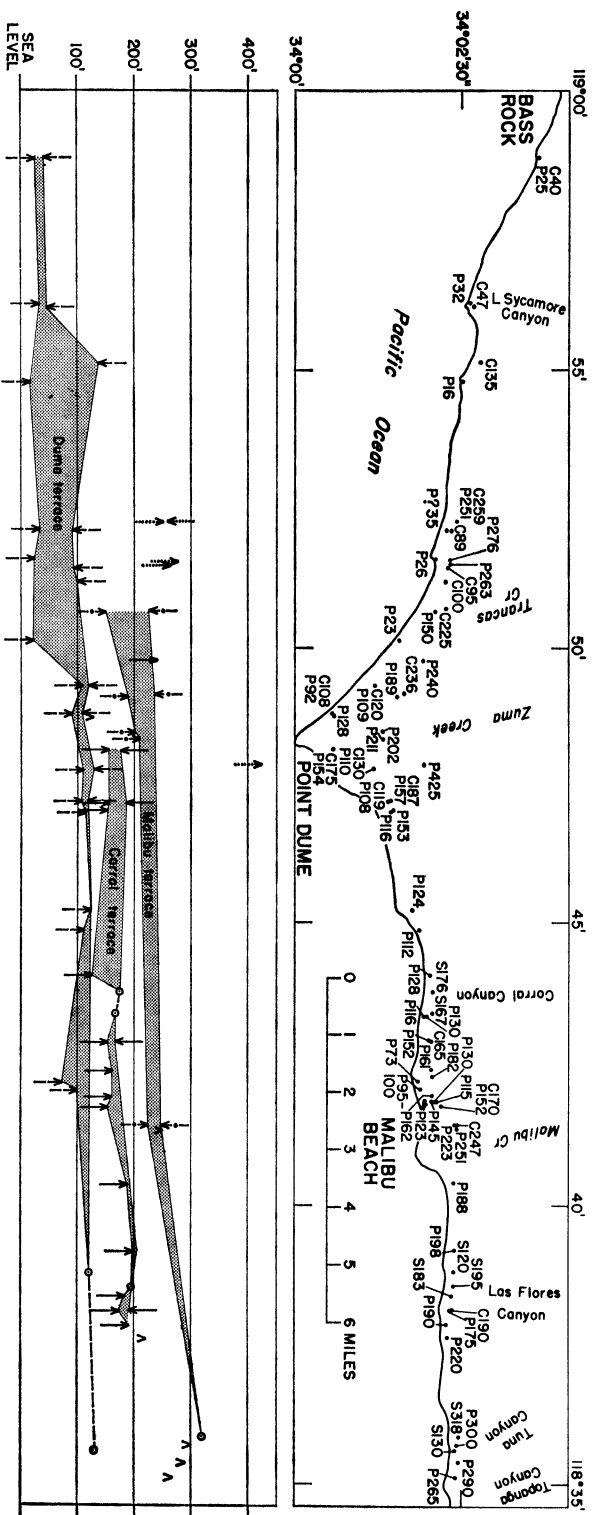 119°00'
55'
50'
45'
40'
118°35'
34°02'30"
34°00'
BASS
ROCK
C40
P25
L Sycamore
Canyon
C47
P32
C135
P16
Pacific
Ocean
P?35
C259
P251
P276
C89
P263
C95
C100
P26
Trancas
Cr
C225
P150
P23
P240
C236
P189
C120
P109
C108
P92
P128
Zuma
Creek
P202
P211
P425
C130
P108
P110
C175
P154
C187
P157
P153
C119
P116
POINT DUME
P124
P112
S176
P128
Corral Canyon
S167
P130
P116
C165
P152
P182
P161
P130
P115
C170
P152
P73
100
P95-
P162
S123
P145
P223
C247
P251
Malibu Cr
MALIBU
BEACH
P188
P198
S120
S195
S183
Las Flores
Canyon
C190
P175
P190
P220
Tuna
Canyon
P300
S318
S130
P290
P265
Topanga
Canyon
0
1
2
3
4
5
6 MILES
400'
300'
200'
100'
SEA
LEVEL
Dume terrace
Malibu terrace
Corral terrace